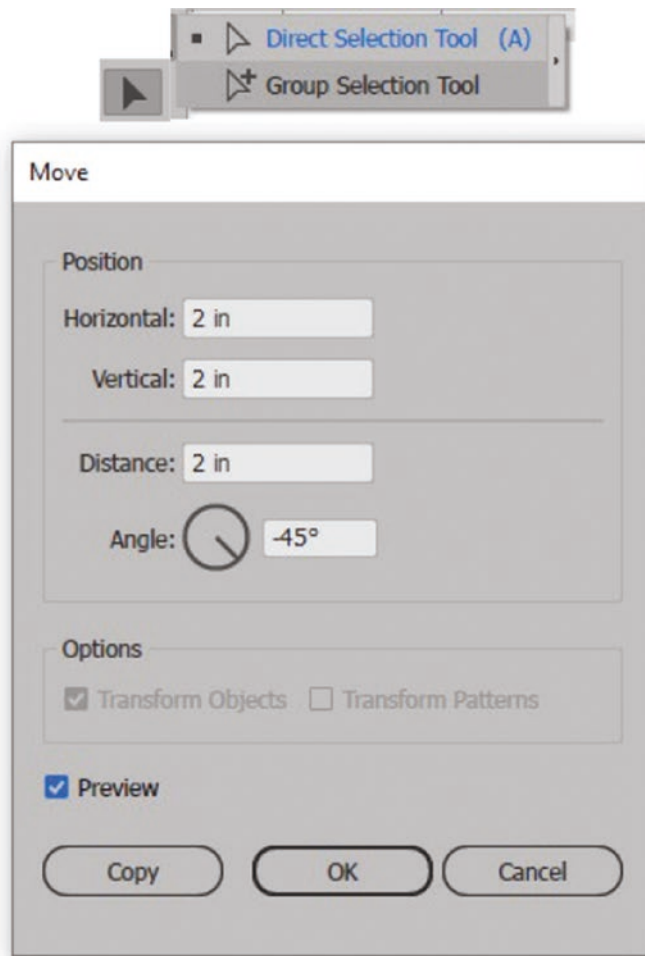 Direct Selection Tool (A)
Group Selection Tool
Move
Position
Horizontal: 2 in
Vertical: 2 in
Distance: 2 in
Angle: -45°
Options
Transform Objects Transform Patterns
Preview
Copy OK Cancel